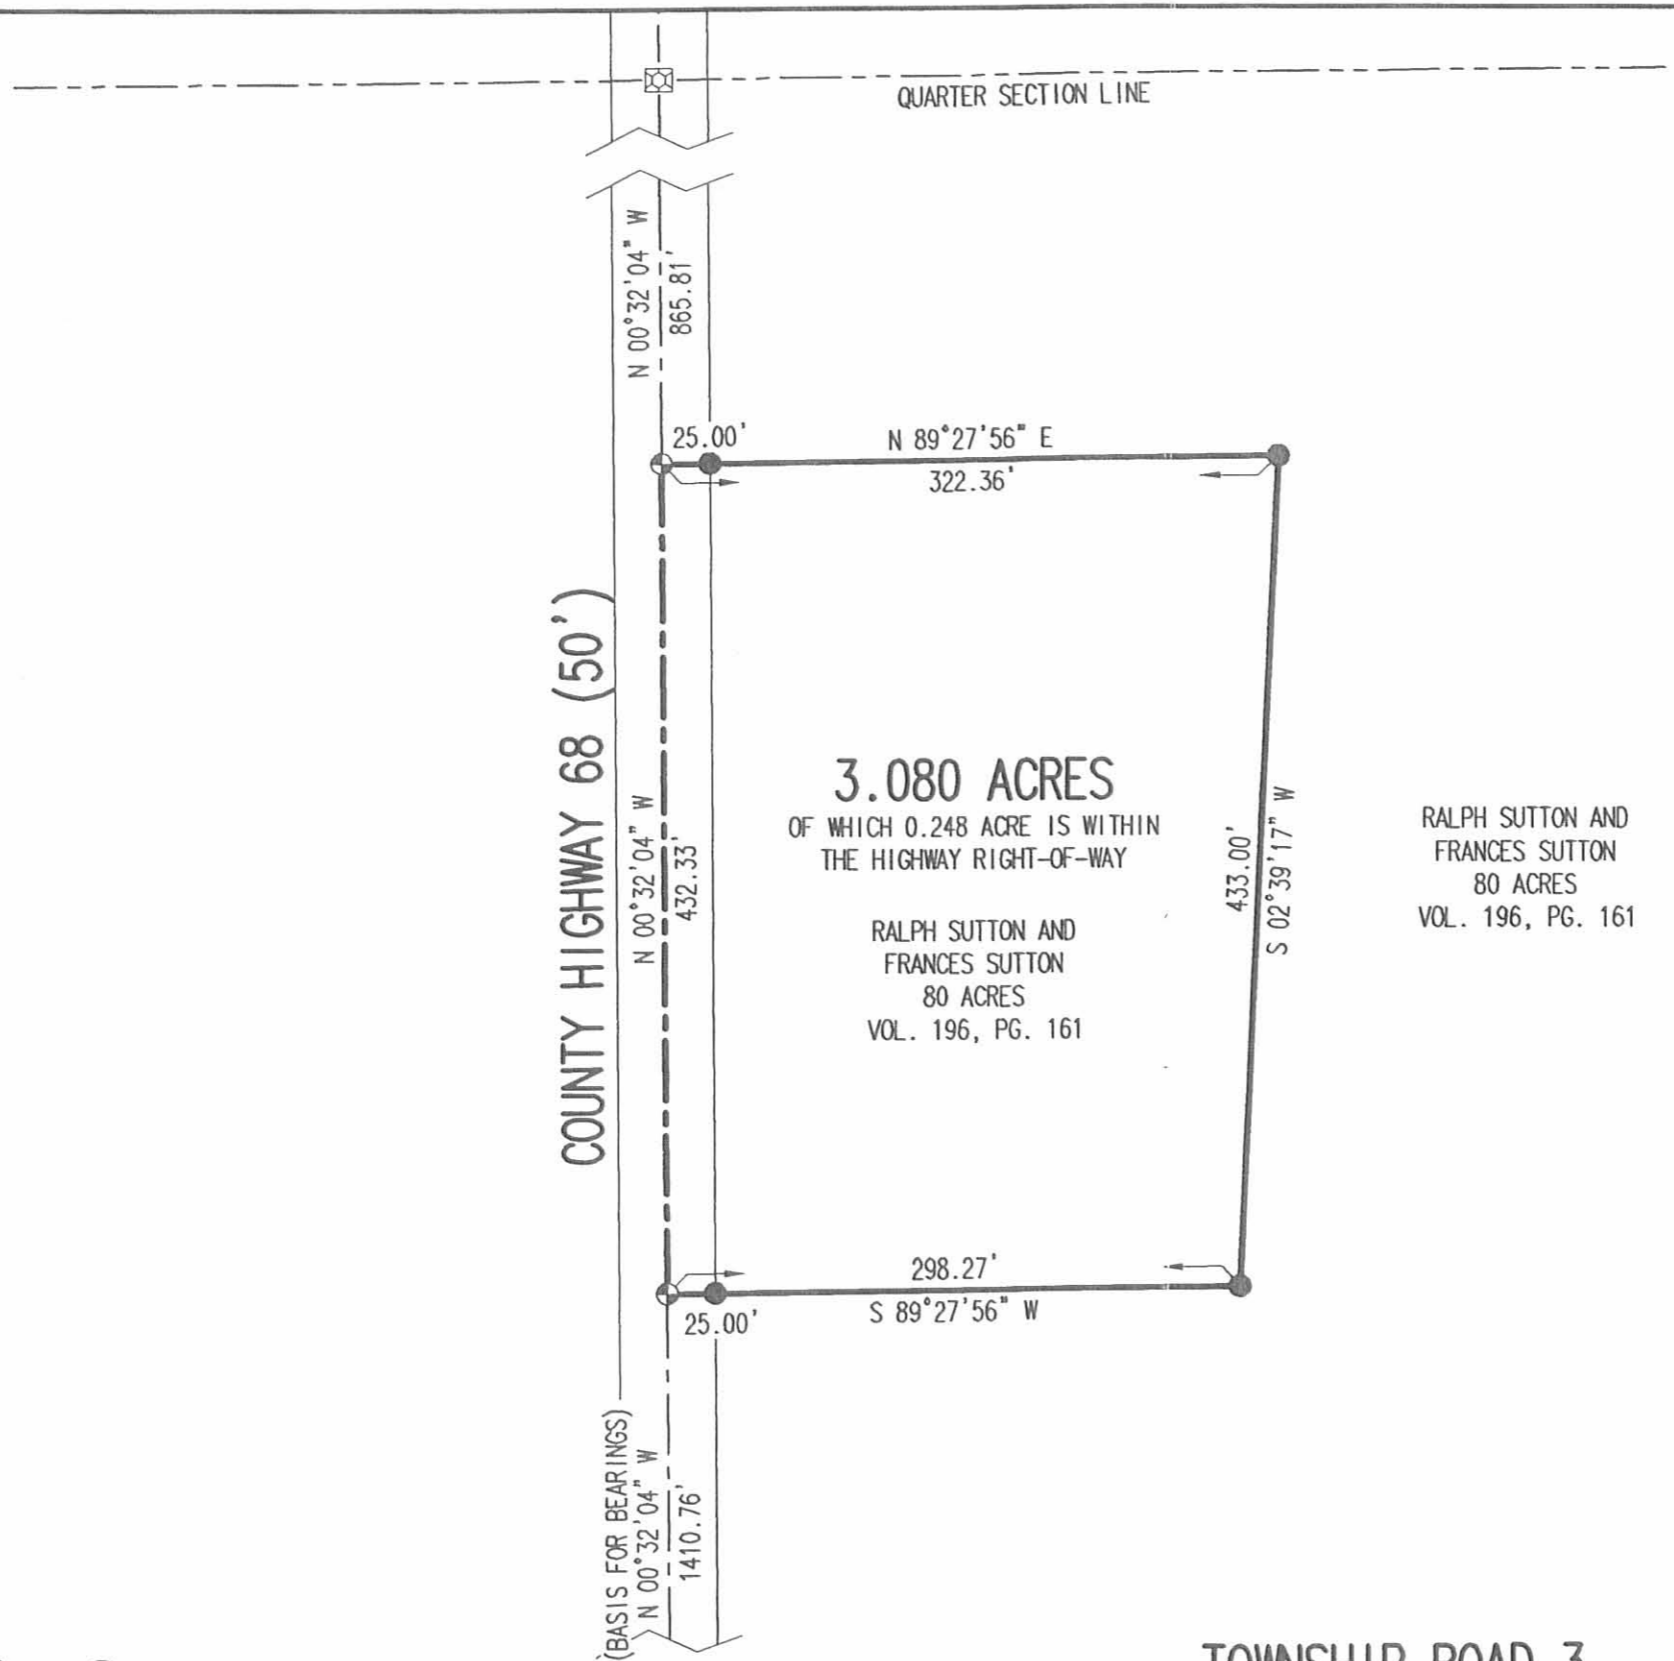 QUARTER SECTION LINE
N 00°32'04" W
865.81'
25.00'
N 89°27'56" E
322.36'
COUNTY HIGHWAY 68 (50')
N 00°32'04" W
432.33'
3.080 ACRES
OF WHICH 0.248 ACRE IS WITHIN
THE HIGHWAY RIGHT-OF-WAY
RALPH SUTTON AND
FRANCES SUTTON
80 ACRES
VOL. 196, PG. 161
433.00'
S 02°39'17" W
RALPH SUTTON AND
FRANCES SUTTON
80 ACRES
VOL. 196, PG. 161
298.27'
S 89°27'56" W
25.00'
(BASIS FOR BEARINGS)
N 00°32'04" W
1410.76'
TOWNSHIP ROAD 3